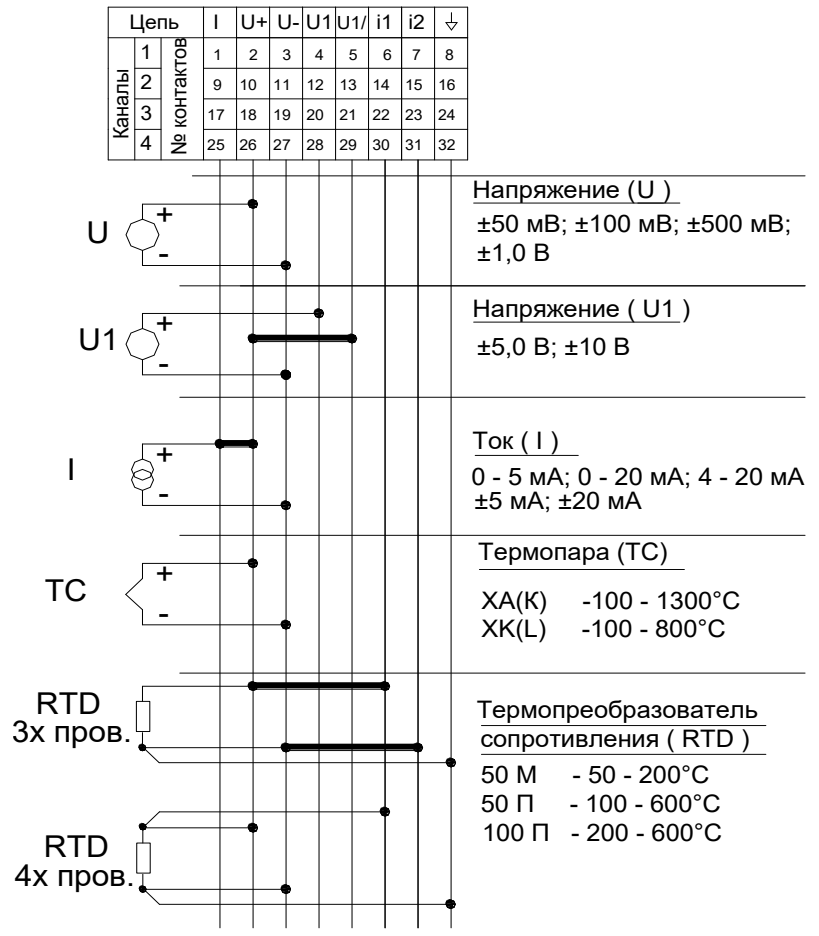 Цепь I U+ U- U1 U1/ i1 i2
Каналы № контактов
1 1 2 3 4 5 6 7 8
2 9 10 11 12 13 14 15 16
3 17 18 19 20 21 22 23 24
4 25 26 27 28 29 30 31 32
U + -
Напряжение (U )
±50 мВ; ±100 мВ; ±500 мВ;
±1,0 В
U1 + -
Напряжение ( U1 )
±5,0 В; ±10 В
I + -
Ток ( I )
0 - 5 мА; 0 - 20 мА; 4 - 20 мА
±5 мА; ±20 мА
TC + -
Термопара (ТС)
ХА(К) -100 - 1300°С
ХК(L) -100 - 800°С
RTD
3х пров.
Термопреобразователь
сопротивления ( RTD )
50 М - 50 - 200°С
50 П - 100 - 600°С
100 П - 200 - 600°С
RTD
4х пров.